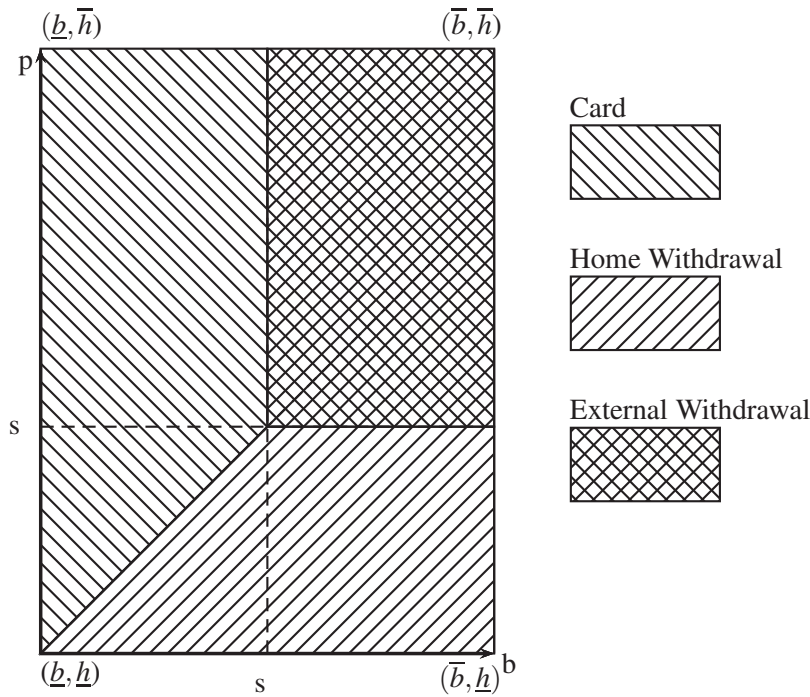 (b̲, h̅)
(b̅, h̅)
p
Card
Home Withdrawal
s
External Withdrawal
(b̲, h̲)
s
(b̅, h̲)
b